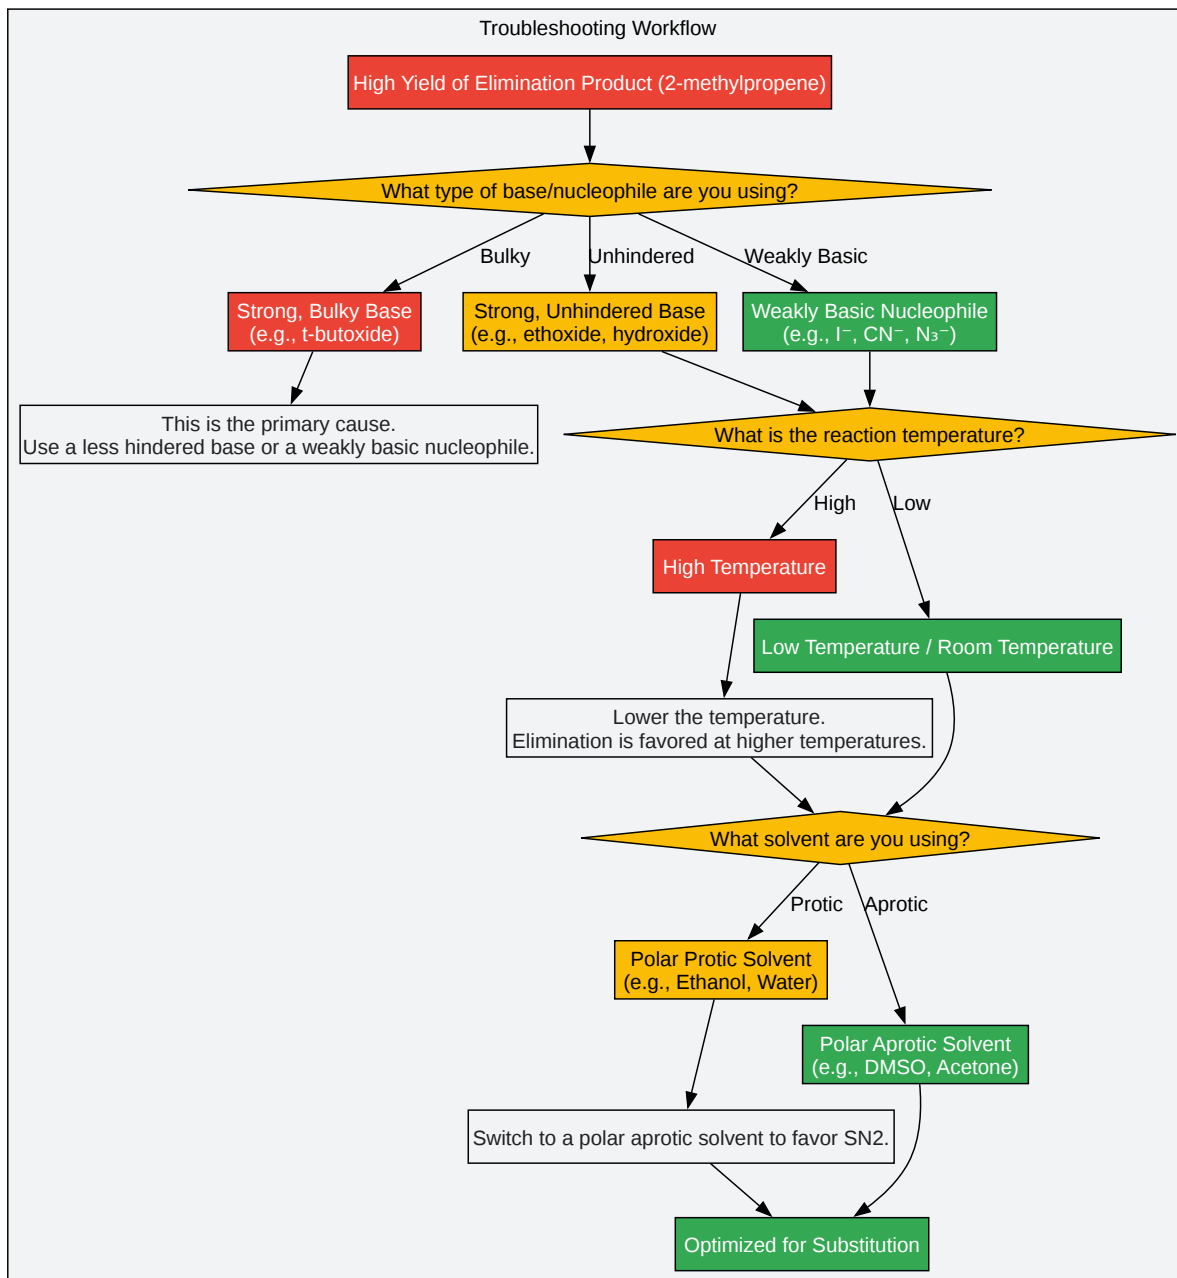 Troubleshooting Workflow
High Yield of Elimination Product (2-methylpropene)
What type of base/nucleophile are you using?
Bulky
Unhindered
Weakly Basic
Strong, Bulky Base
(e.g., t-butoxide)
Strong, Unhindered Base
(e.g., ethoxide, hydroxide)
Weakly Basic Nucleophile
(e.g., I⁻, CN⁻, N₃⁻)
This is the primary cause.
Use a less hindered base or a weakly basic nucleophile.
What is the reaction temperature?
High
Low
High Temperature
Low Temperature / Room Temperature
Lower the temperature.
Elimination is favored at higher temperatures.
What solvent are you using?
Protic
Aprotic
Polar Protic Solvent
(e.g., Ethanol, Water)
Polar Aprotic Solvent
(e.g., DMSO, Acetone)
Switch to a polar aprotic solvent to favor SN2.
Optimized for Substitution